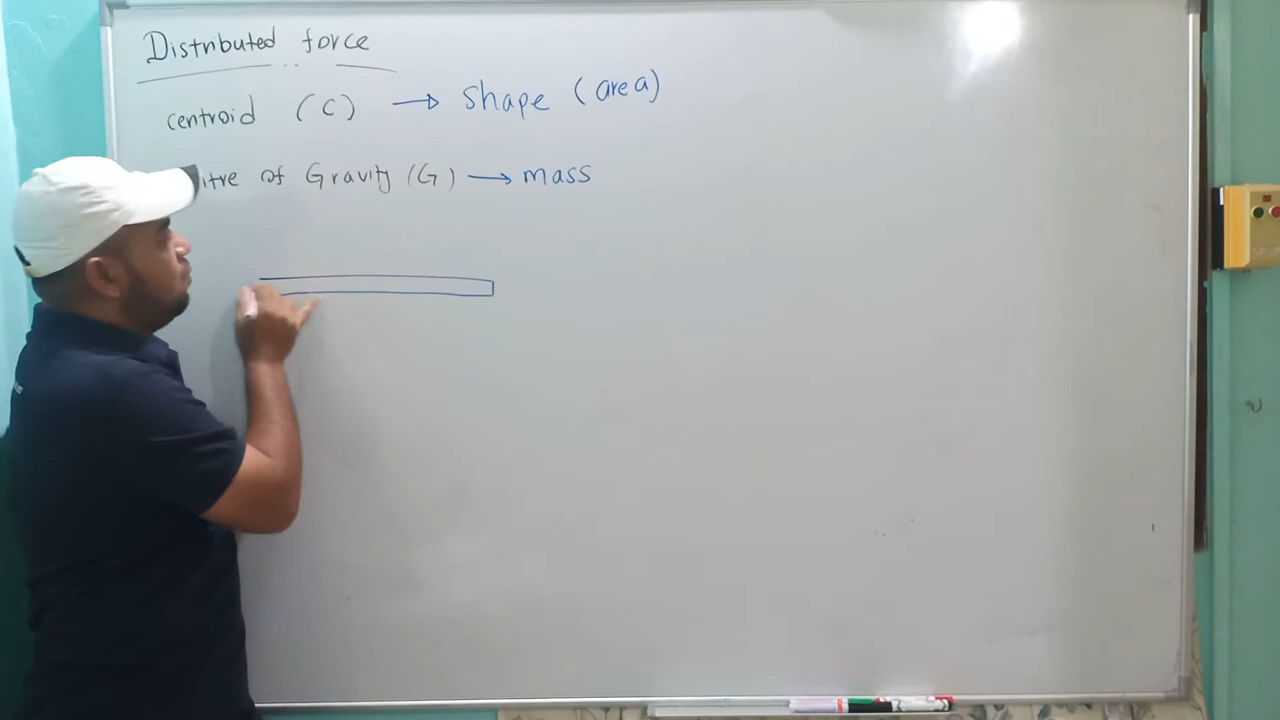 Distributed force
centroid (C) → shape (area)
of Gravity (G) → mass